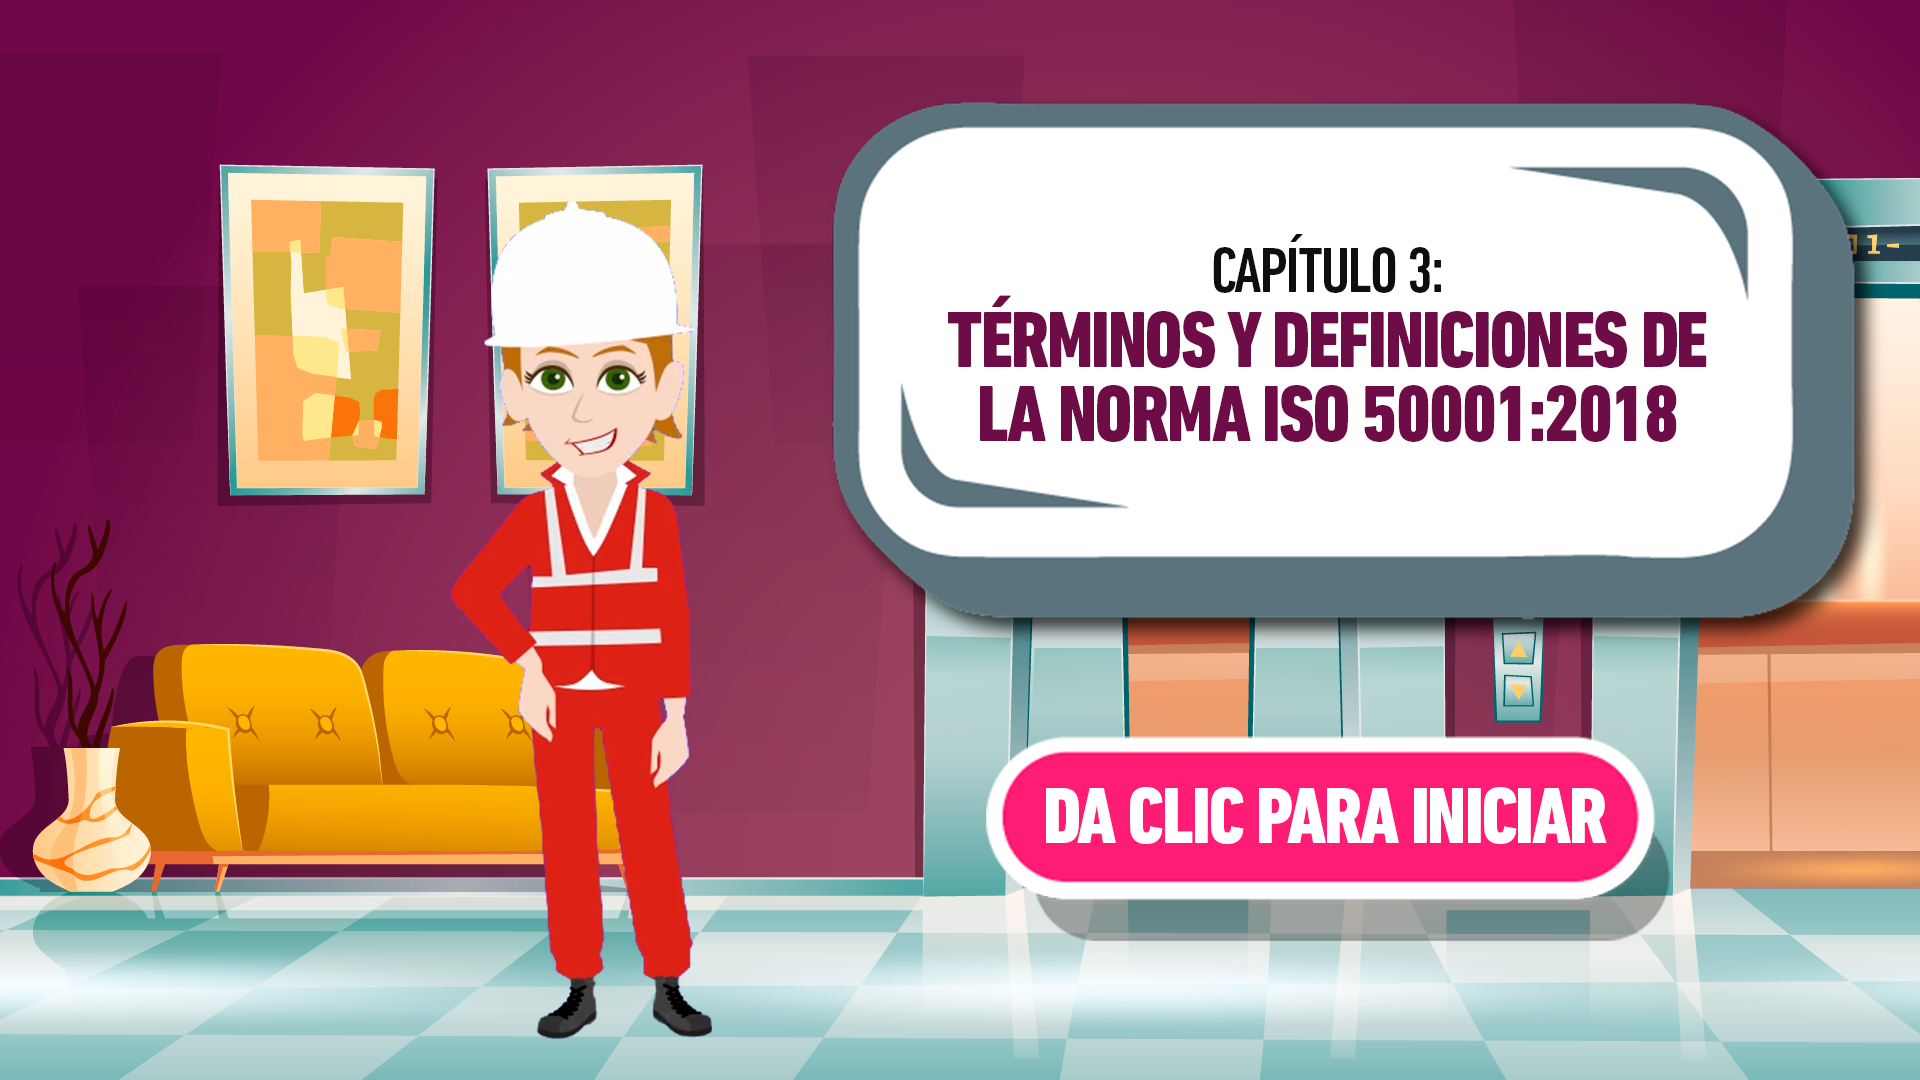 CAPÍTULO 3:
TÉRMINOS Y DEFINICIONES DE
LA NORMA ISO 50001:2018
DA CLIC PARA INICIAR